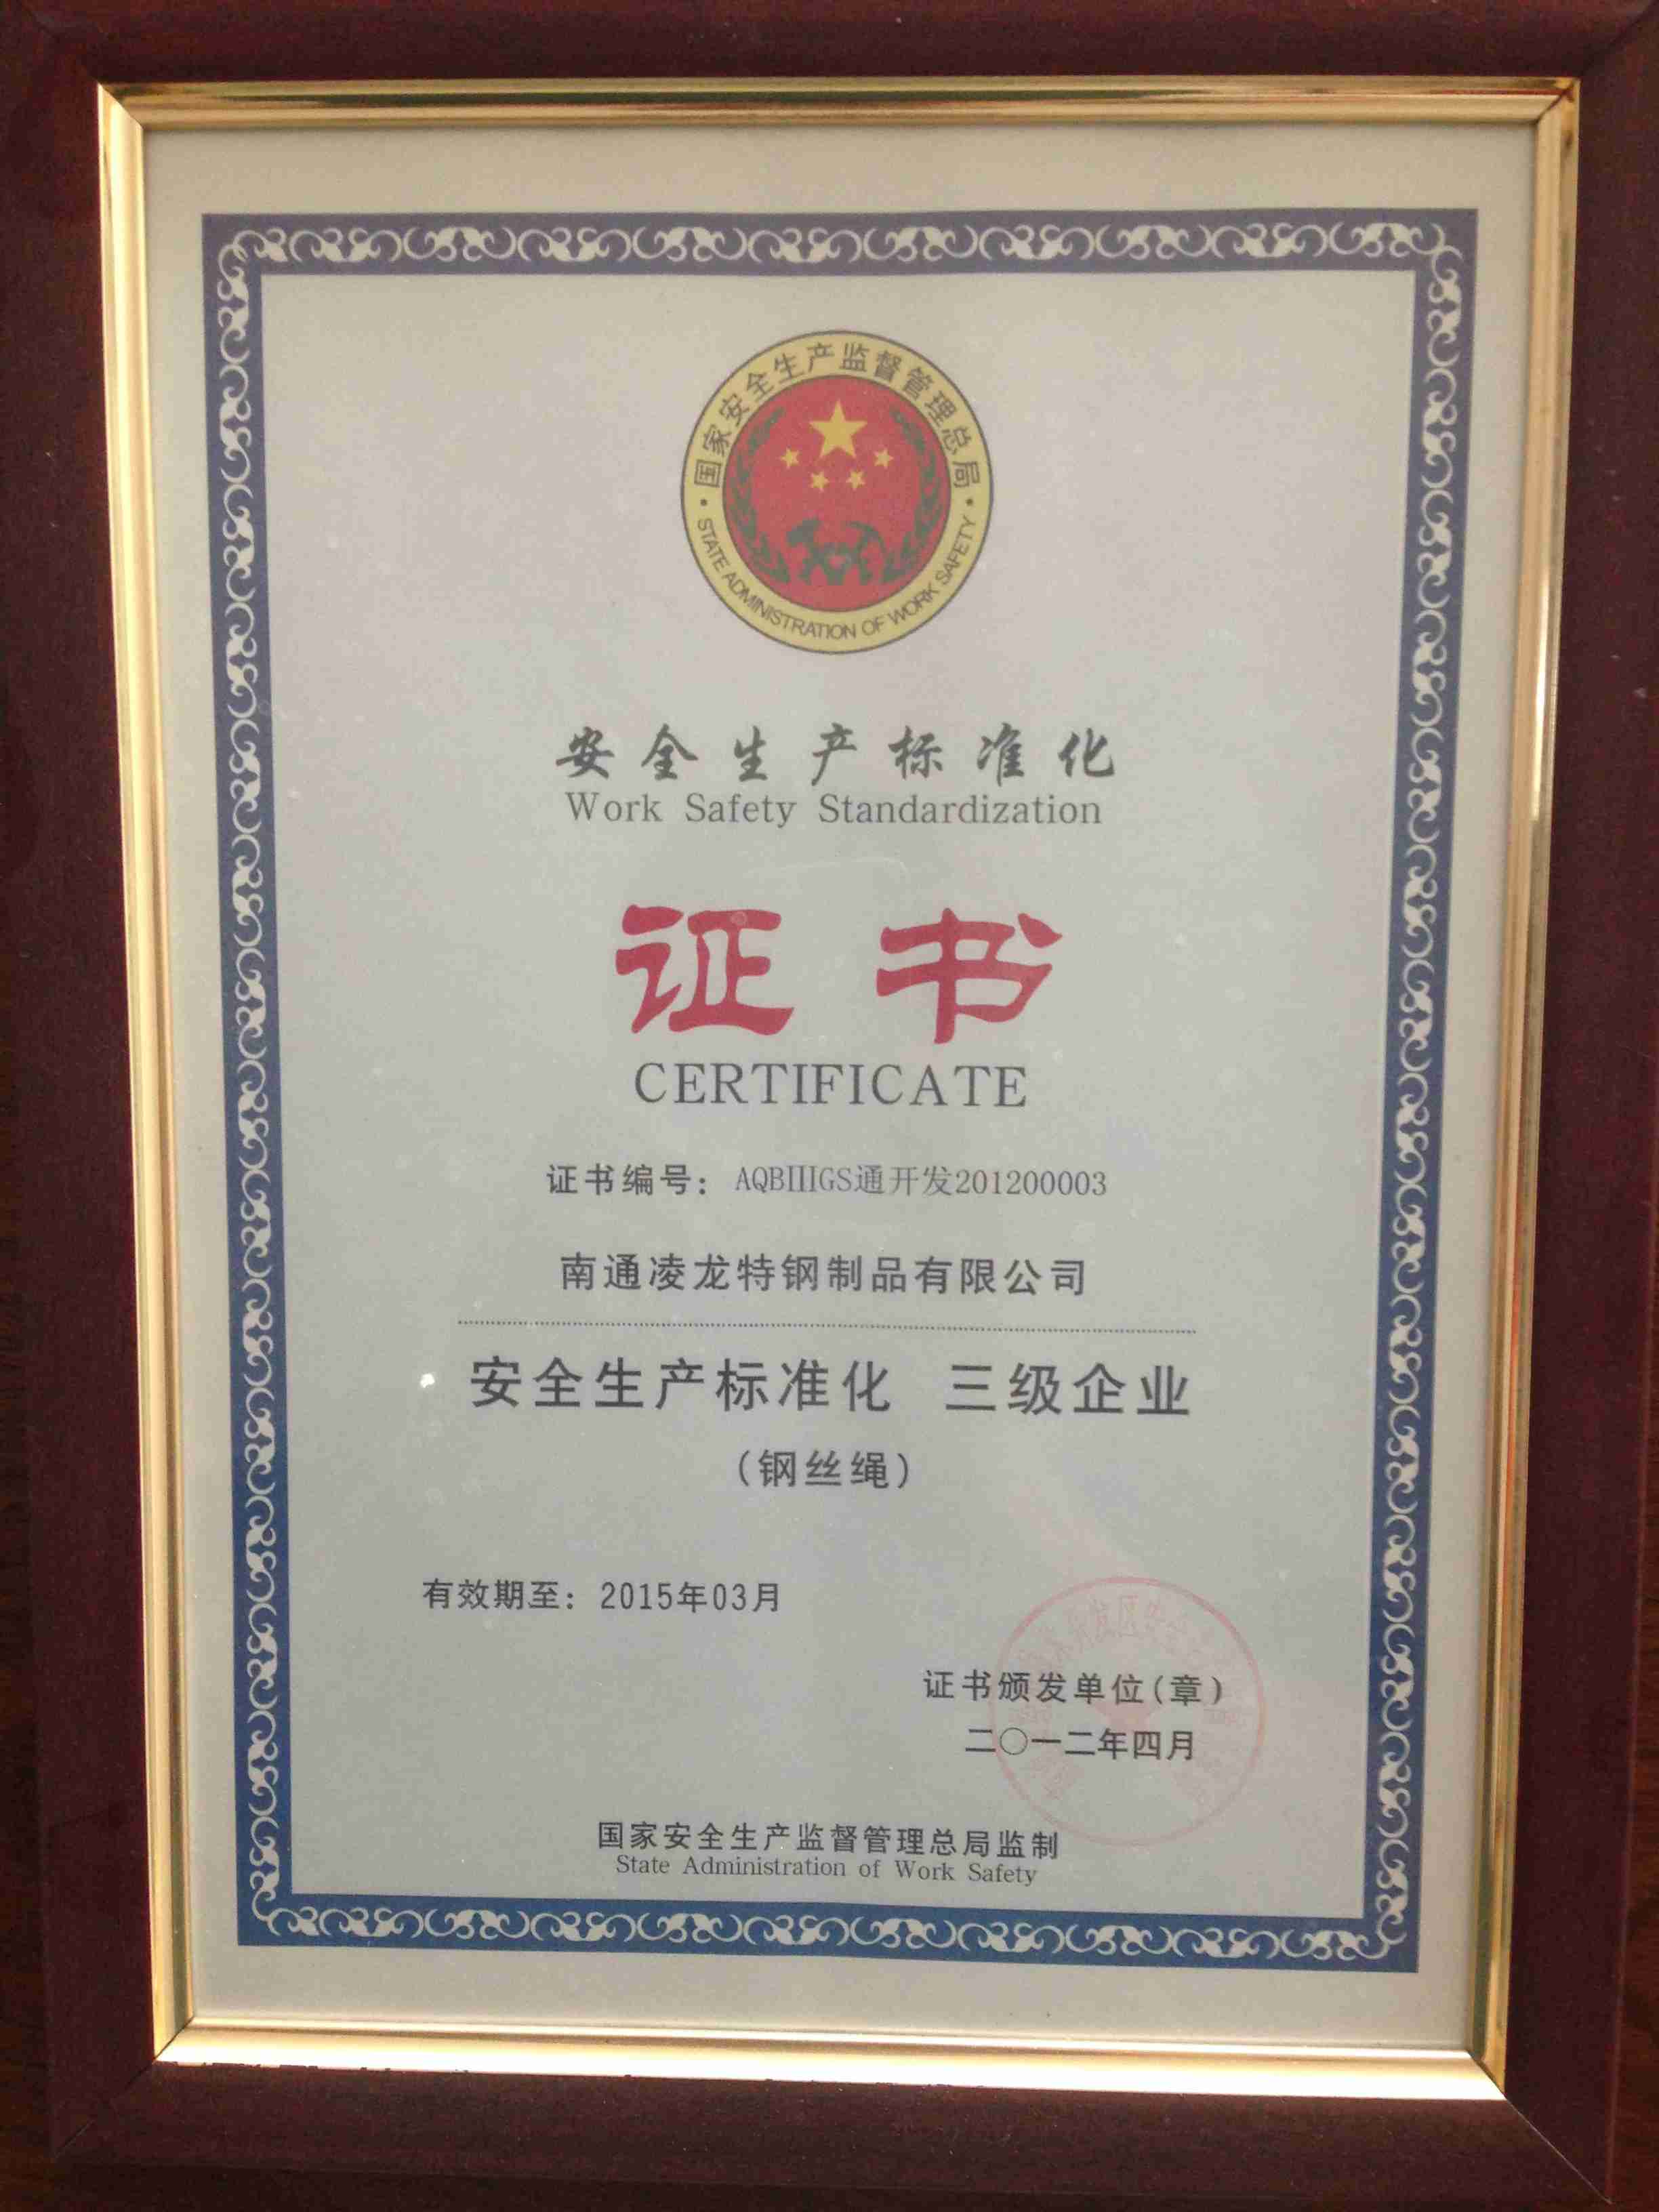 国家安全生产监督管理总局
STATE ADMINISTRATION OF WORK SAFETY
安全生产标准化
Work Safety Standardization
证书
CERTIFICATE
证书编号：AQBⅢGS通开发201200003
南通凌龙特钢制品有限公司
安全生产标准化 三级企业
（钢丝绳）
有效期至：2015年03月
证书颁发单位（章）
二〇一二年四月
国家安全生产监督管理总局监制
State Administration of Work Safety